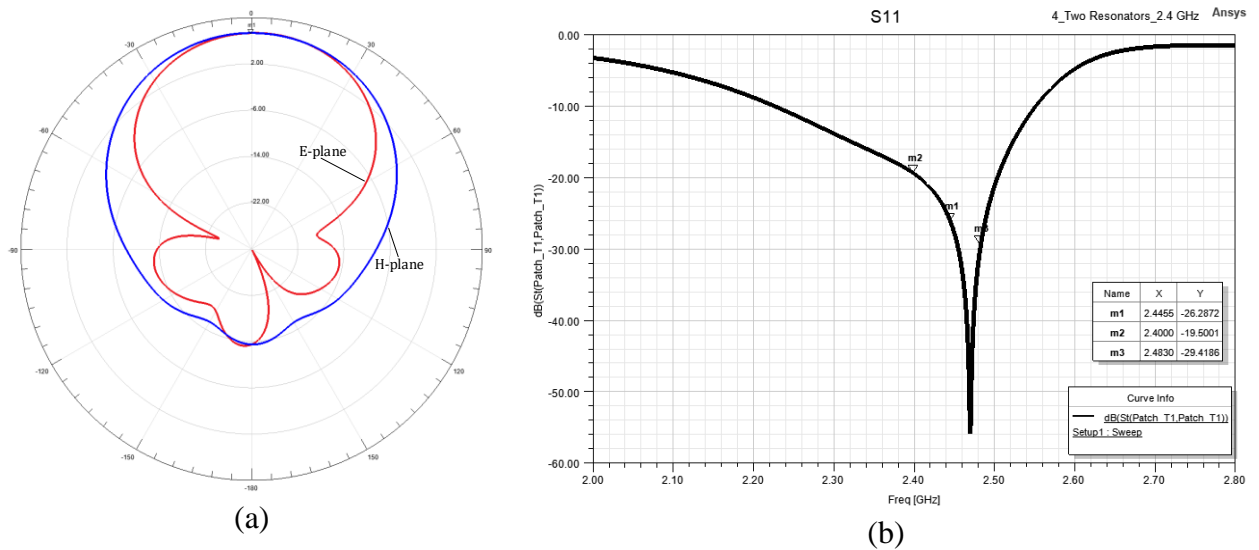 0
m1
-30
30
2.00
-60
60
-6.00
-14.00
E-plane
-22.00
-90
90
H-plane
-120
120
-150
150
-180
(a)
S11
4_Two Resonators_2.4 GHz
Ansys
0.00
-10.00
-20.00
-30.00
-40.00
-50.00
-60.00
dB(St(Patch_T1,Patch_T1))
m2
m1
m3
Name X Y
m1 2.4455 -26.2872
m2 2.4000 -19.5001
m3 2.4830 -29.4186
Curve Info
dB(St(Patch_T1,Patch_T1))
Setup1 : Sweep
2.00 2.10 2.20 2.30 2.40 2.50 2.60 2.70 2.80
Freq [GHz]
(b)